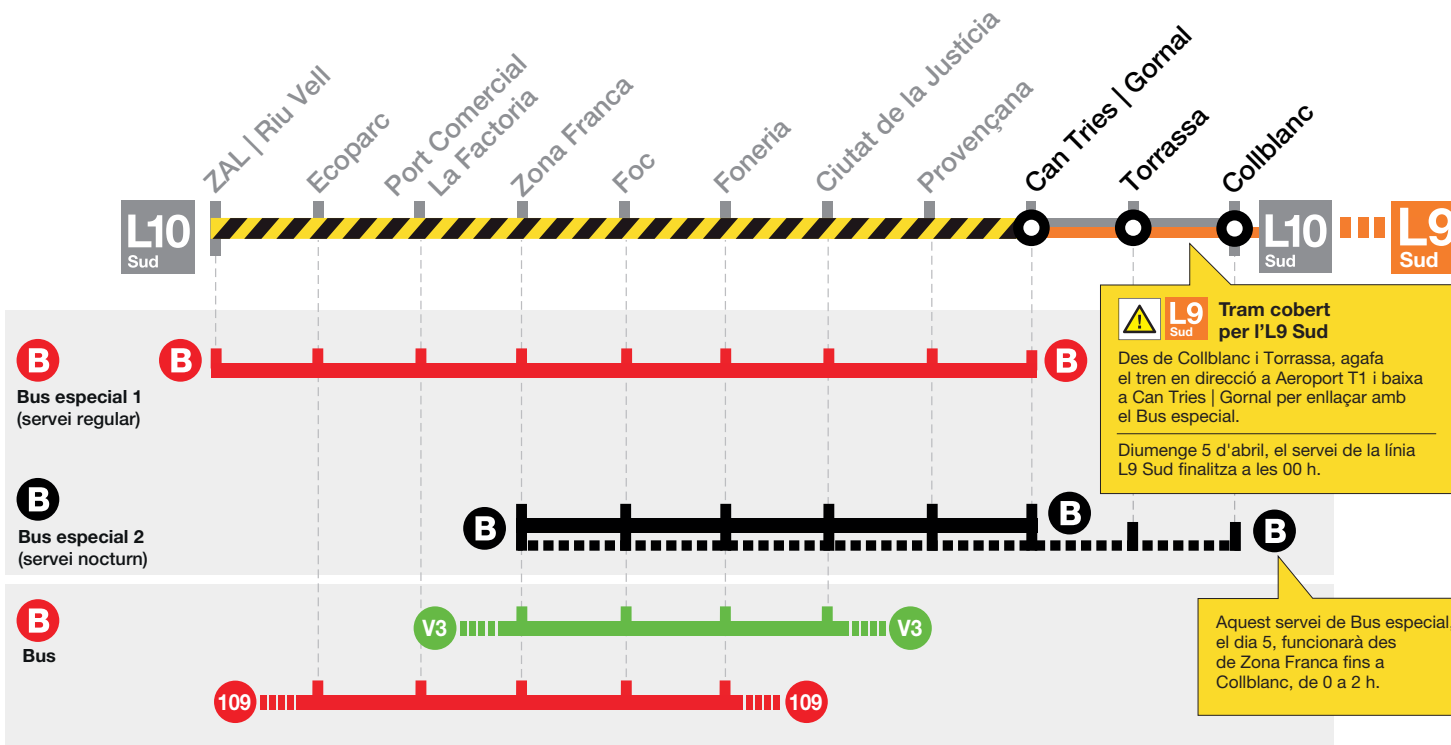 ZAL | Riu Vell
Ecoparc
Port Comercial
La Factoria
Zona Franca
Foc
Foneria
Ciutat de la Justícia
Provençana
Can Tries | Gornal
Torrassa
Collblanc
L10
Sud
L10
Sud
L9
Sud
L9
Sud
Tram cobert
per l'L9 Sud
Des de Collblanc i Torrassa, agafa
el tren en direcció a Aeroport T1 i baixa
a Can Tries | Gornal per enllaçar amb
el Bus especial.
Diumenge 5 d'abril, el servei de la línia
L9 Sud finalitza a les 00 h.
B
Bus especial 1
(servei regular)
B
B
B
Bus especial 2
(servei nocturn)
B
B
B
Aquest servei de Bus especial,
el dia 5, funcionarà des
de Zona Franca fins a
Collblanc, de 0 a 2 h.
B
Bus
V3
V3
109
109